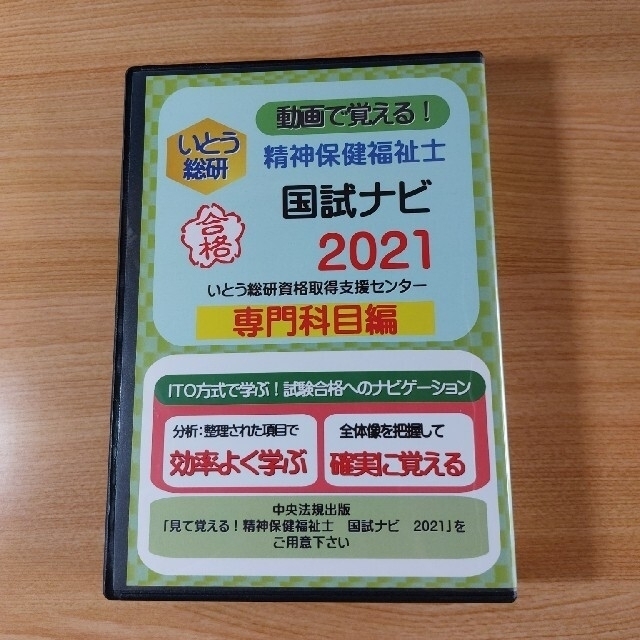 動画で覚える！
いとう
総研
精神保健福祉士
合格
国試ナビ
2021
いとう総研資格取得支援センター
専門科目編
ITO方式で学ぶ！試験合格へのナビゲーション
分析：整理された項目で
効率よく学ぶ
全体像を把握して
確実に覚える
中央法規出版
「見て覚える！精神保健福祉士　国試ナビ　2021」を
ご用意下さい